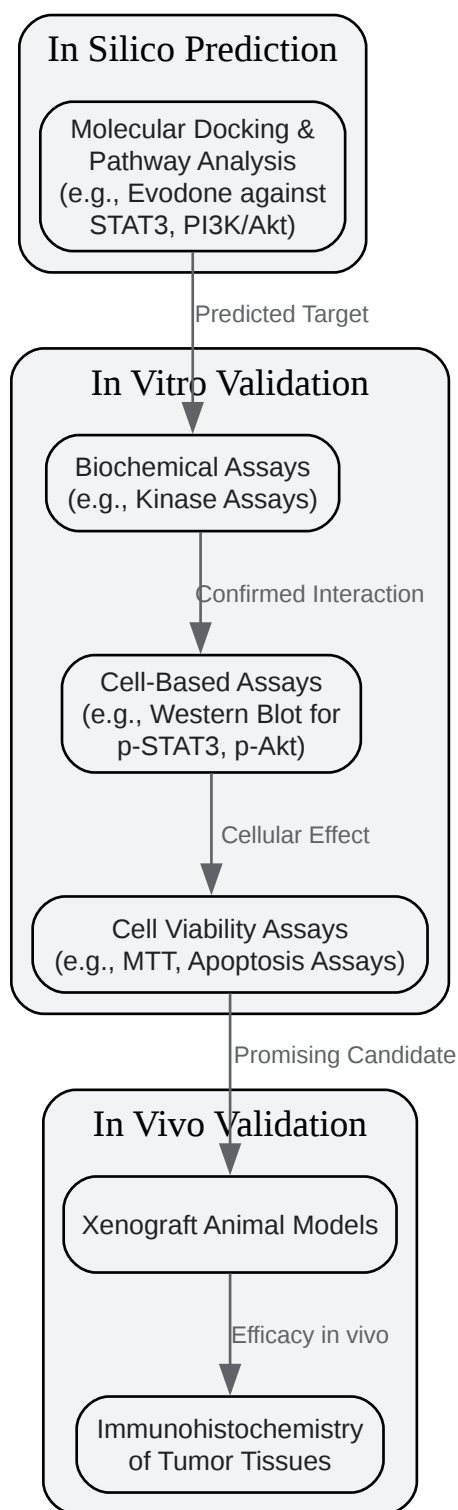 In Silico Prediction
Molecular Docking &
Pathway Analysis
(e.g., Evodone against
STAT3, PI3K/Akt)
Predicted Target
In Vitro Validation
Biochemical Assays
(e.g., Kinase Assays)
Confirmed Interaction
Cell-Based Assays
(e.g., Western Blot for
p-STAT3, p-Akt)
Cellular Effect
Cell Viability Assays
(e.g., MTT, Apoptosis Assays)
Promising Candidate
In Vivo Validation
Xenograft Animal Models
Efficacy in vivo
Immunohistochemistry
of Tumor Tissues